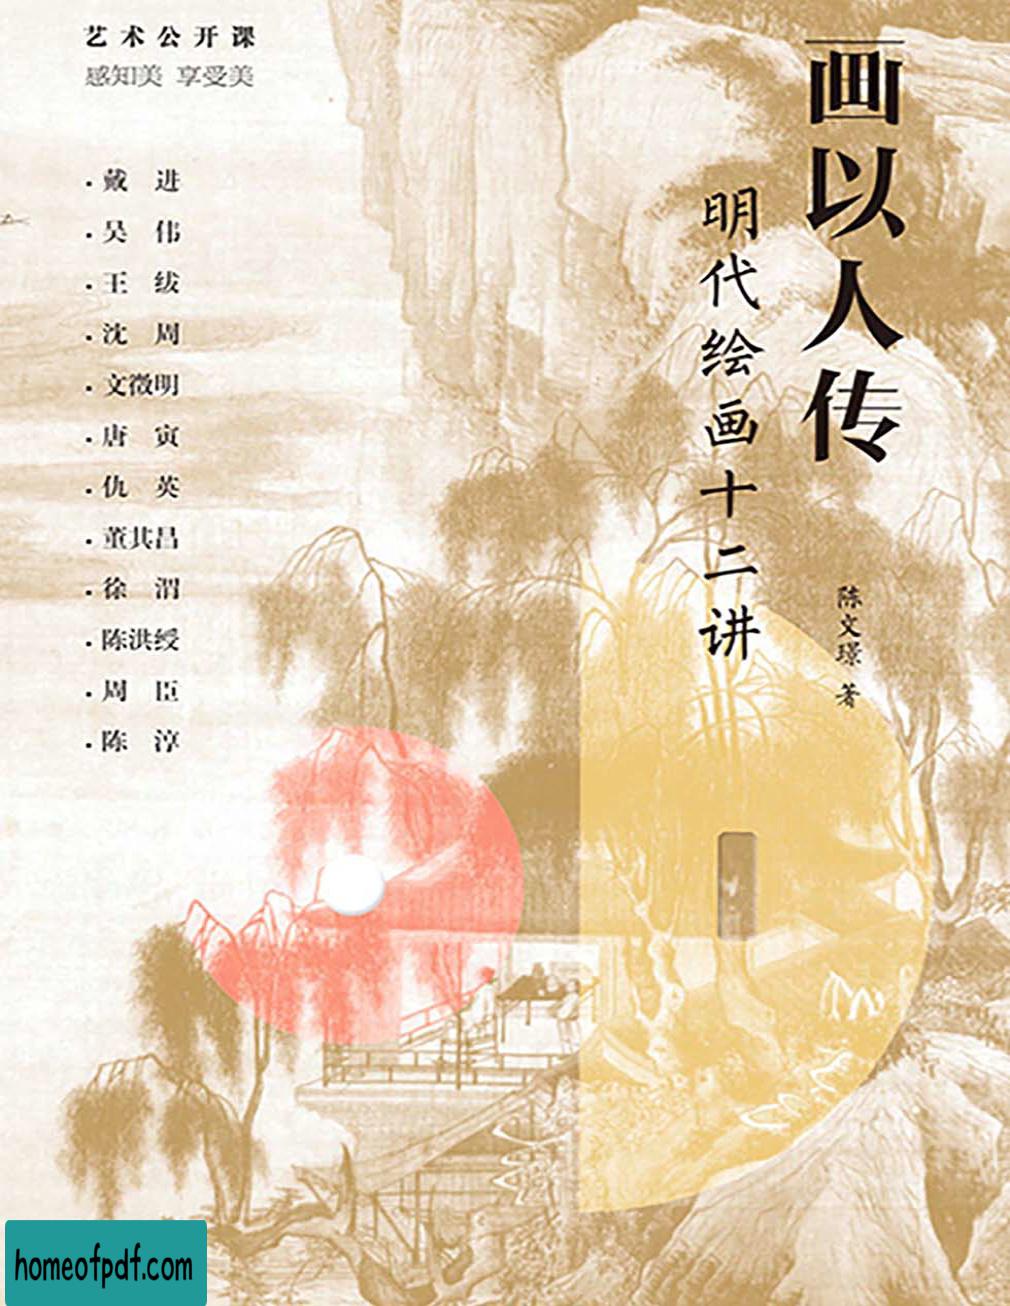 艺术公开课
感知美 享受美
画以人传
明代绘画十二讲
陈文璟 著
· 戴 进
· 吴 伟
· 王 绂
· 沈 周
· 文徵明
· 唐 寅
· 仇 英
· 董其昌
· 徐 渭
· 陈洪绶
· 周 臣
· 陈 淳
homeofpdf.com